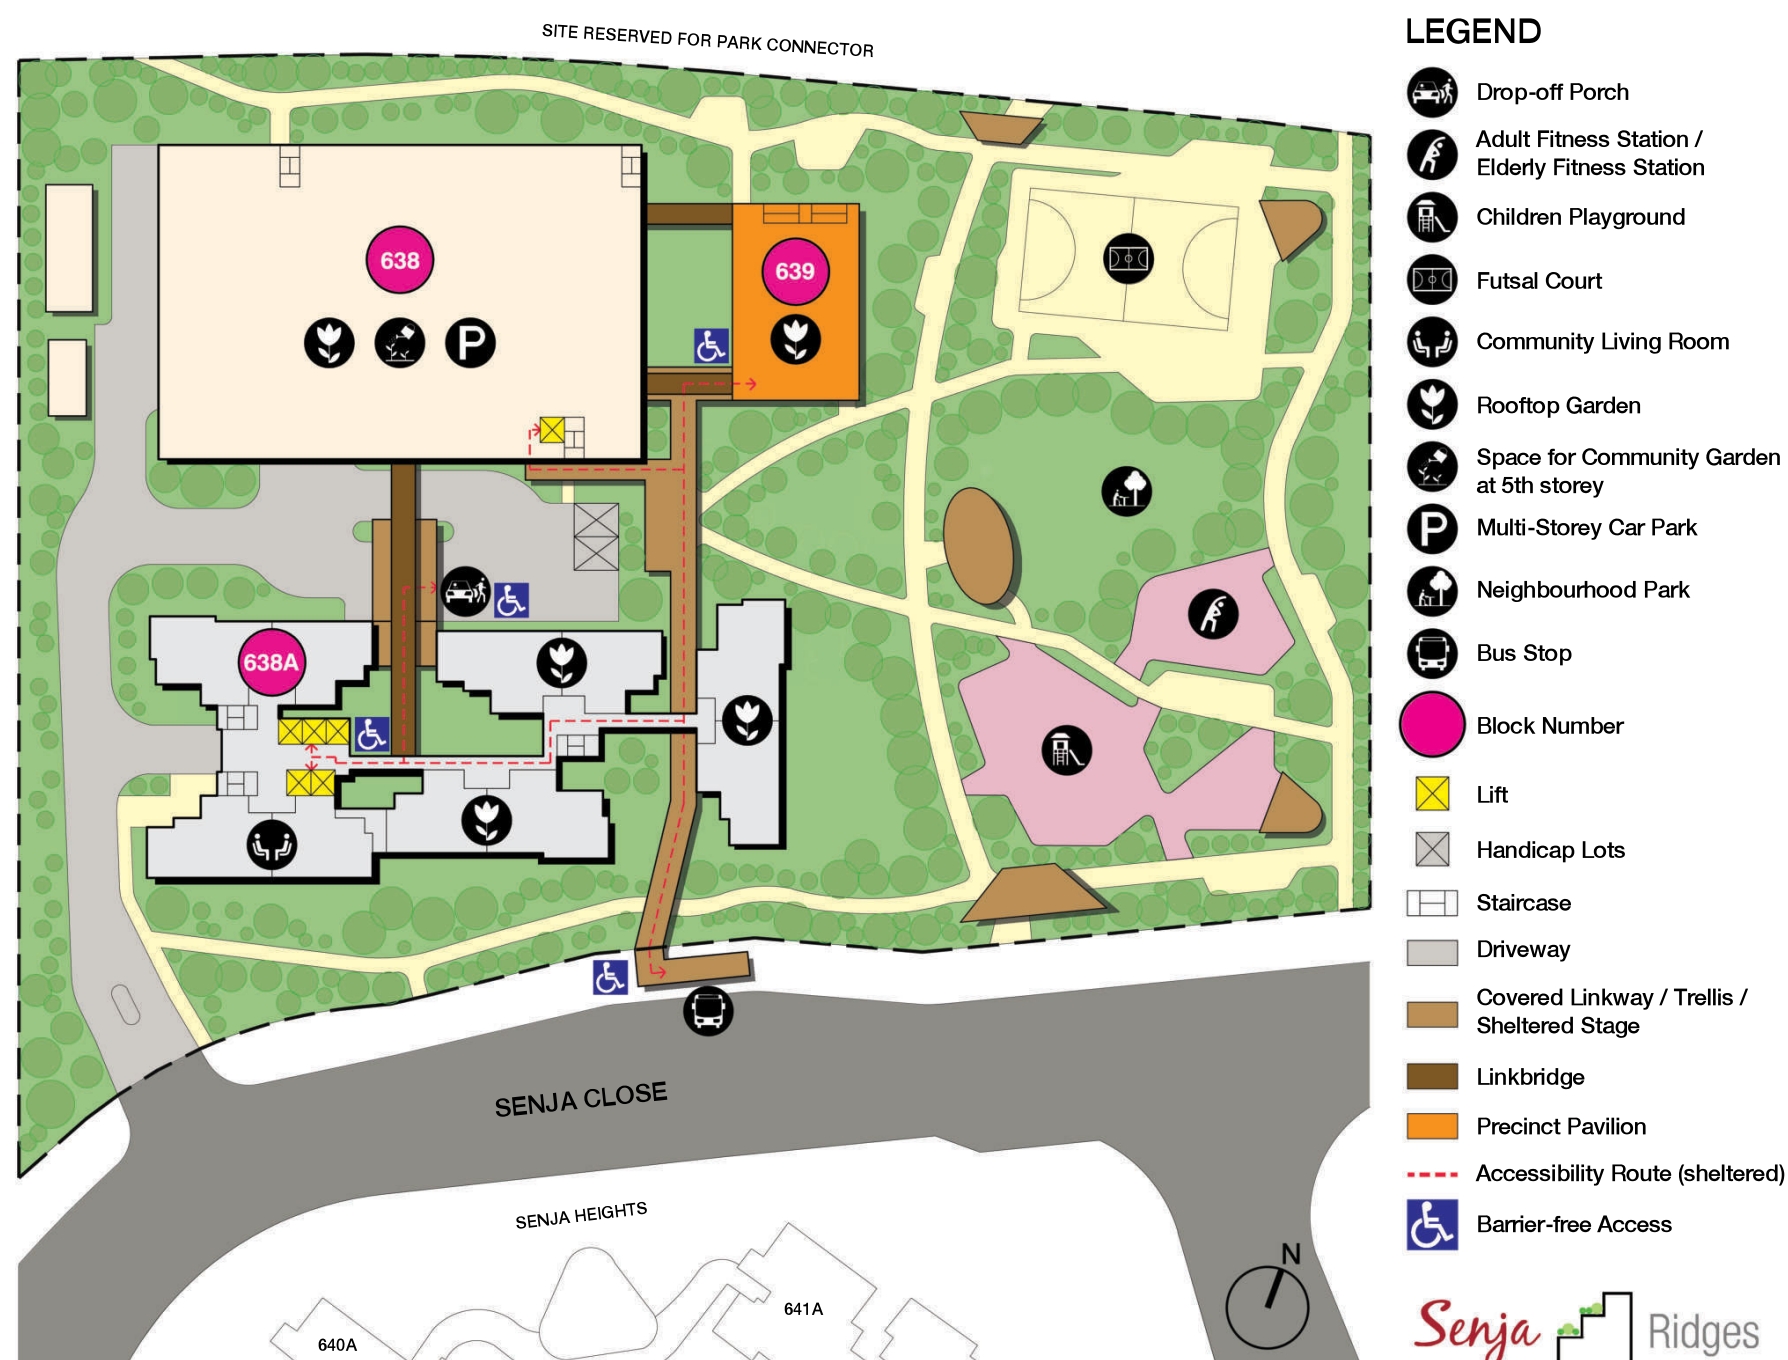 SITE RESERVED FOR PARK CONNECTOR
638
P
639
638A
SENJA CLOSE
SENJA HEIGHTS
640A
641A
N
LEGEND
Drop-off Porch
Adult Fitness Station /
Elderly Fitness Station
Children Playground
Futsal Court
Community Living Room
Rooftop Garden
Space for Community Garden
at 5th storey
P
Multi-Storey Car Park
Neighbourhood Park
Bus Stop
Block Number
Lift
Handicap Lots
Staircase
Driveway
Covered Linkway / Trellis /
Sheltered Stage
Linkbridge
Precinct Pavilion
Accessibility Route (sheltered)
Barrier-free Access
Senja Ridges